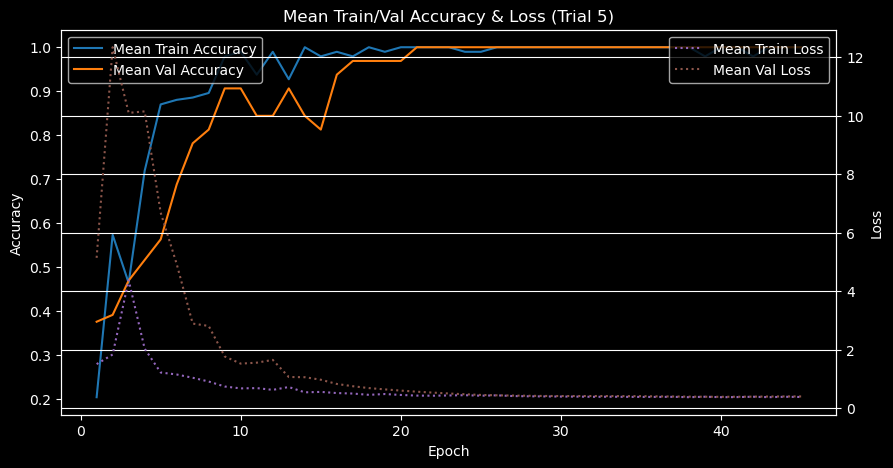 Mean Train/Val Accuracy & Loss (Trial 5)
Mean Train Accuracy
Mean Val Accuracy
Mean Train Loss
Mean Val Loss
1.0
0.9
0.8
0.7
0.6
0.5
0.4
0.3
0.2
Accuracy
12
10
8
6
4
2
0
Loss
0 10 20 30 40
Epoch